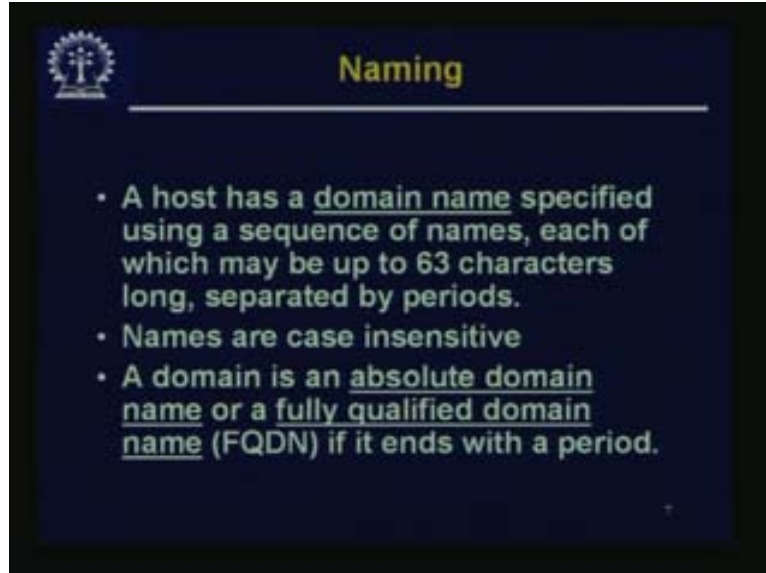 Naming
• A host has a domain name specified
using a sequence of names, each of
which may be up to 63 characters
long, separated by periods.
• Names are case insensitive
• A domain is an absolute domain
name or a fully qualified domain
name (FQDN) if it ends with a period.